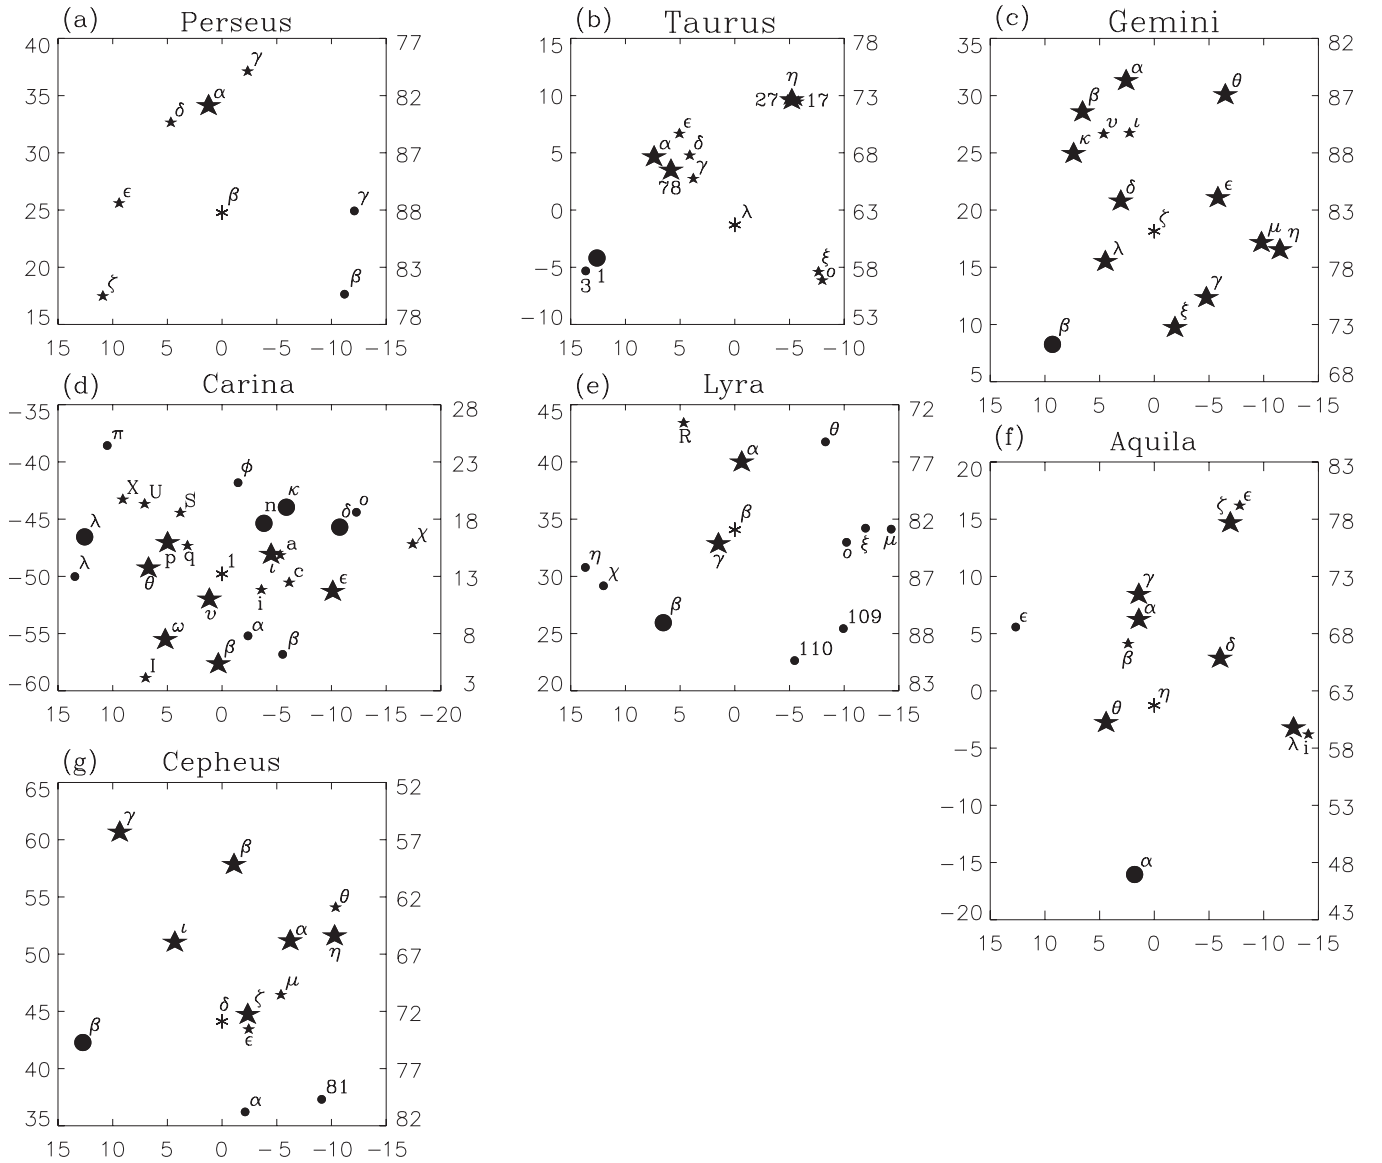 (a) Perseus
40 35 30 25 20 15
77 82 87 88 83 78
15 10 5 0 −5 −10 −15
γ
α
δ
ϵ
β
γ
ζ
β
(b) Taurus
15 10 5 0 −5 −10
78 73 68 63 58 53
15 10 5 0 −5 −10
η
27 17
ϵ
α δ
γ
78
λ
ξ
o
3 1
(c) Gemini
35 30 25 20 15 10 5
82 87 88 83 78 73 68
15 10 5 0 −5 −10 −15
α
θ
β
κ υ ι
δ ϵ
ζ
μ η
λ
γ
ξ
β
(d) Carina
−35 −40 −45 −50 −55 −60
28 23 18 13 8 3
15 10 5 0 −5 −10 −15 −20
π
ϕ
X U S
κ
n
δ o
λ
χ
p q
a
ι
λ
θ
1
c
i
ϵ
υ
ω
α
β
β
I
(e) Lyra
45 40 35 30 25 20
72 77 82 87 88 83
15 10 5 0 −5 −10 −15
R
θ
α
β
γ
o ξ μ
η
χ
β
109
110
(f) Aquila
20 15 10 5 0 −5 −10 −15 −20
83 78 73 68 63 58 53 48 43
15 10 5 0 −5 −10 −15
ζ ϵ
γ
α
ϵ
β
δ
θ η
λ i
α
(g) Cepheus
65 60 55 50 45 40 35
52 57 62 67 72 77 82
15 10 5 0 −5 −10 −15
γ
β
θ
ι
α
η
μ
δ ζ
ϵ
β
α
81